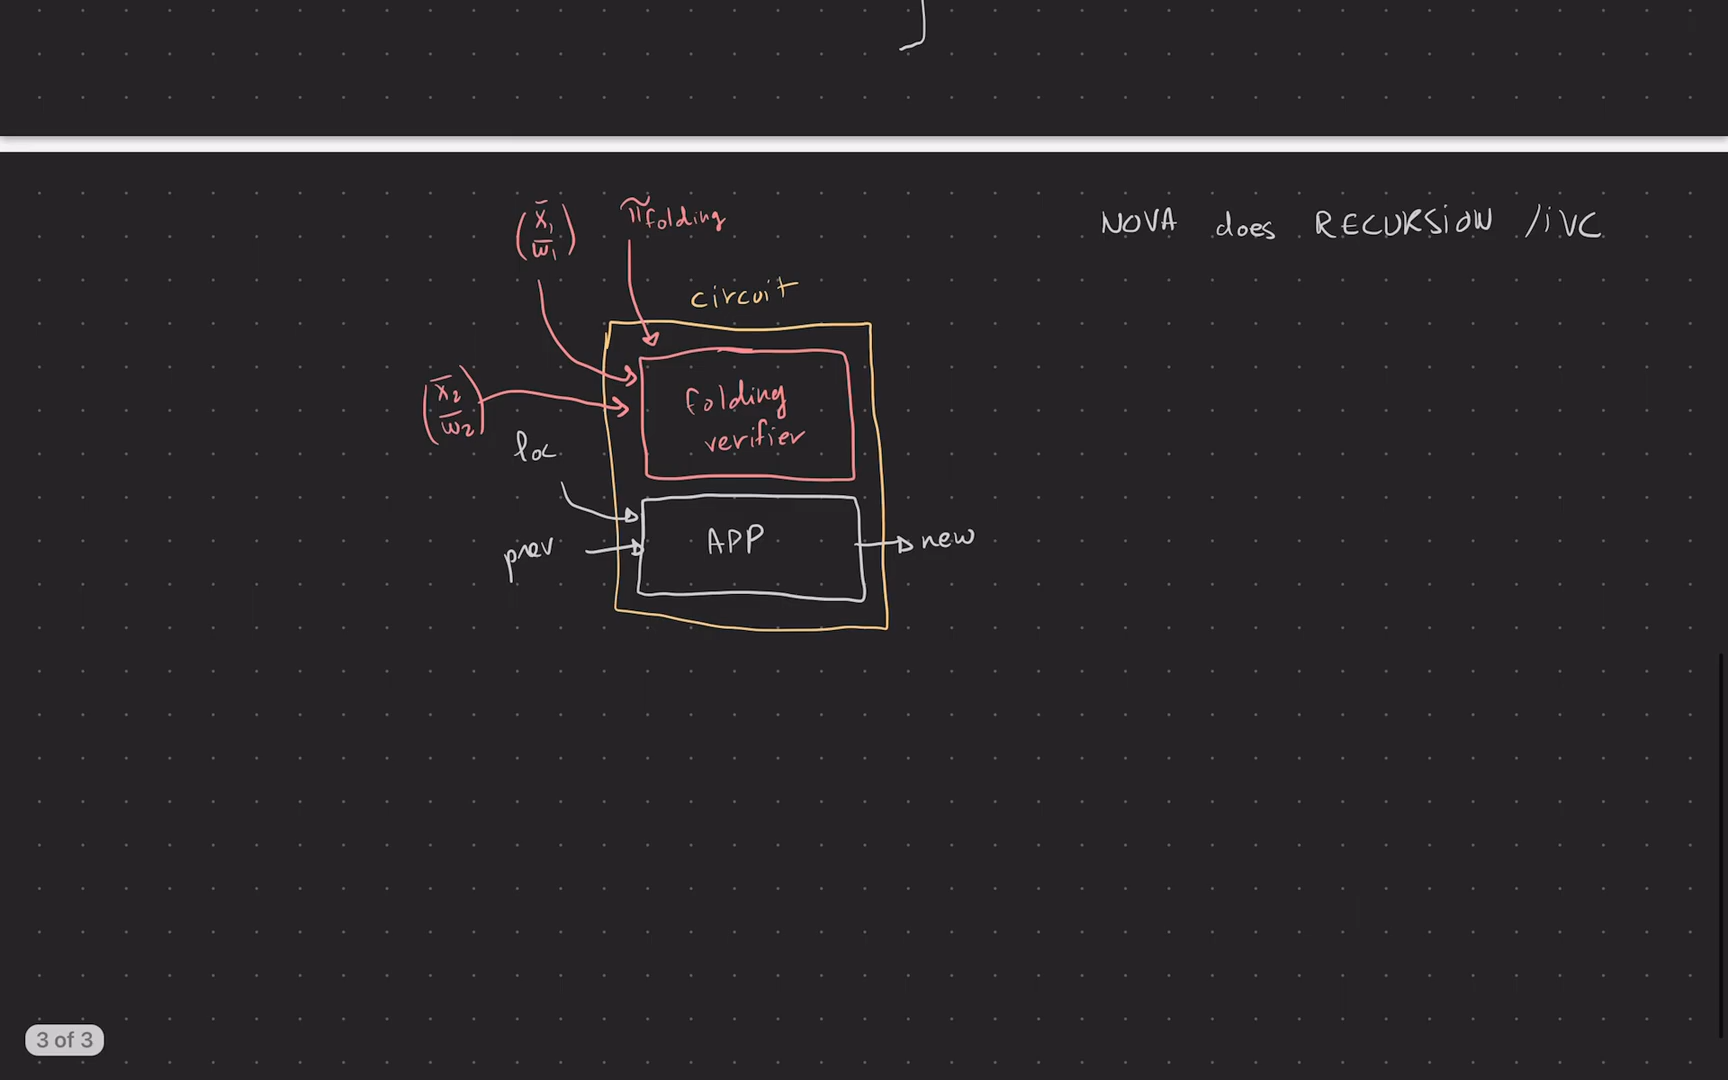 NOVA does RECURSiON /iVC
x̄₁
w̄₁
π̃folding
circuit
x̄₂
w̄₂
folding
verifier
loc
prev
APP
new
3 of 3